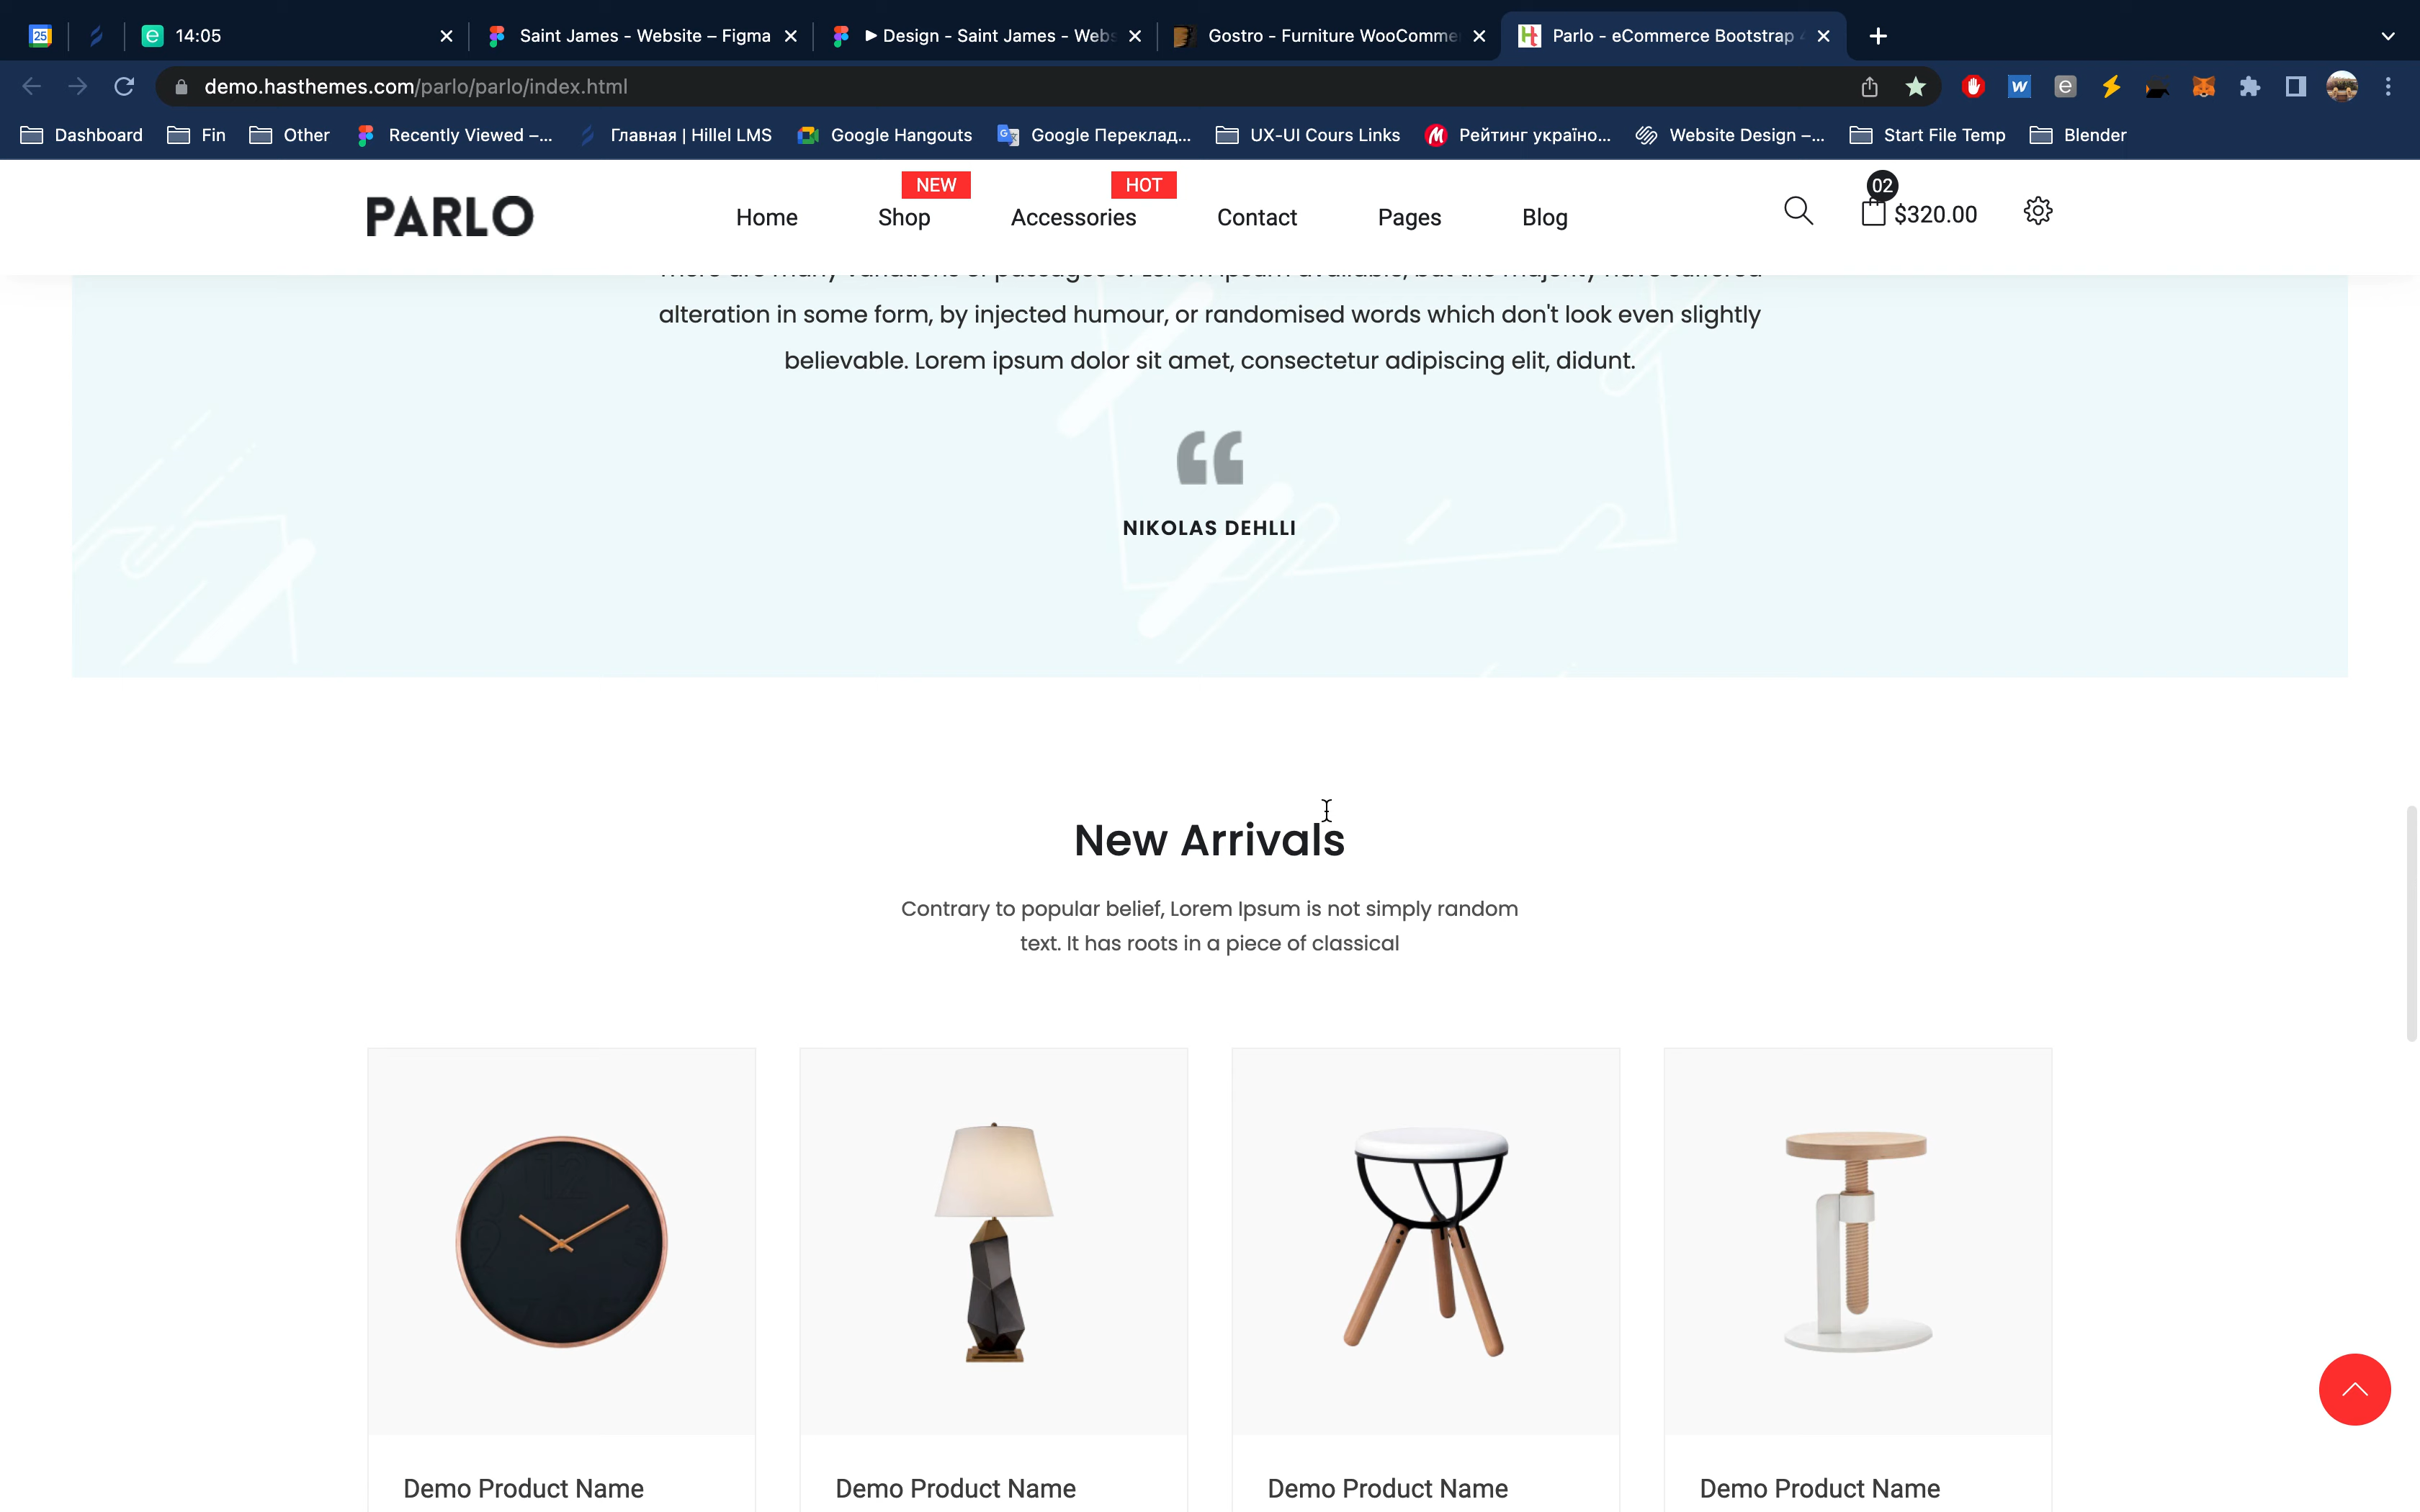 25
14:05
Saint James - Website – Figma
Design - Saint James - Webs
Gostro - Furniture WooComme
Parlo - eCommerce Bootstrap
demo.hasthemes.com/parlo/parlo/index.html
Dashboard
Fin
Other
Recently Viewed –...
Главная | Hillel LMS
Google Hangouts
Google Переклад...
UX-UI Cours Links
Рейтинг україно...
Website Design –...
Start File Temp
Blender
PARLO
Home
NEW
Shop
HOT
Accessories
Contact
Pages
Blog
02
$320.00
alteration in some form, by injected humour, or randomised words which don't look even slightly
believable. Lorem ipsum dolor sit amet, consectetur adipiscing elit, didunt.
NIKOLAS DEHLLI
New Arrivals
Contrary to popular belief, Lorem Ipsum is not simply random
text. It has roots in a piece of classical
Demo Product Name
Demo Product Name
Demo Product Name
Demo Product Name